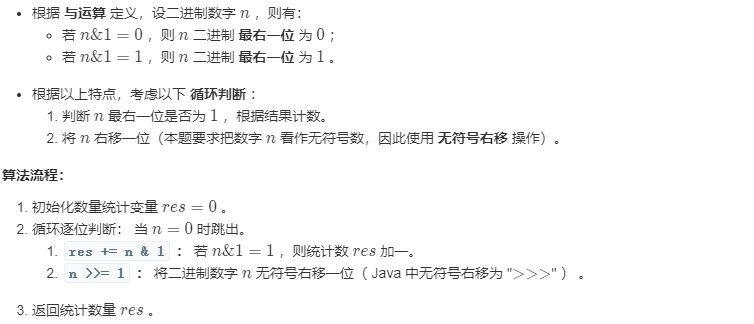 • 根据 与运算 定义，设二进制数字 n ，则有：
◦ 若 n&1 = 0 ，则 n 二进制 最右一位 为 0 ；
◦ 若 n&1 = 1 ，则 n 二进制 最右一位 为 1 。
• 根据以上特点，考虑以下 循环判断 ：
1. 判断 n 最右一位是否为 1 ，根据结果计数。
2. 将 n 右移一位（本题要求把数字 n 看作无符号数，因此使用 无符号右移 操作）。
算法流程：
1. 初始化数量统计变量 res = 0 。
2. 循环逐位判断： 当 n = 0 时跳出。
1. res += n & 1 ： 若 n&1 = 1 ，则统计数 res 加一。
2. n >>= 1 ： 将二进制数字 n 无符号右移一位（ Java 中无符号右移为 ">>>" ） 。
3. 返回统计数量 res 。